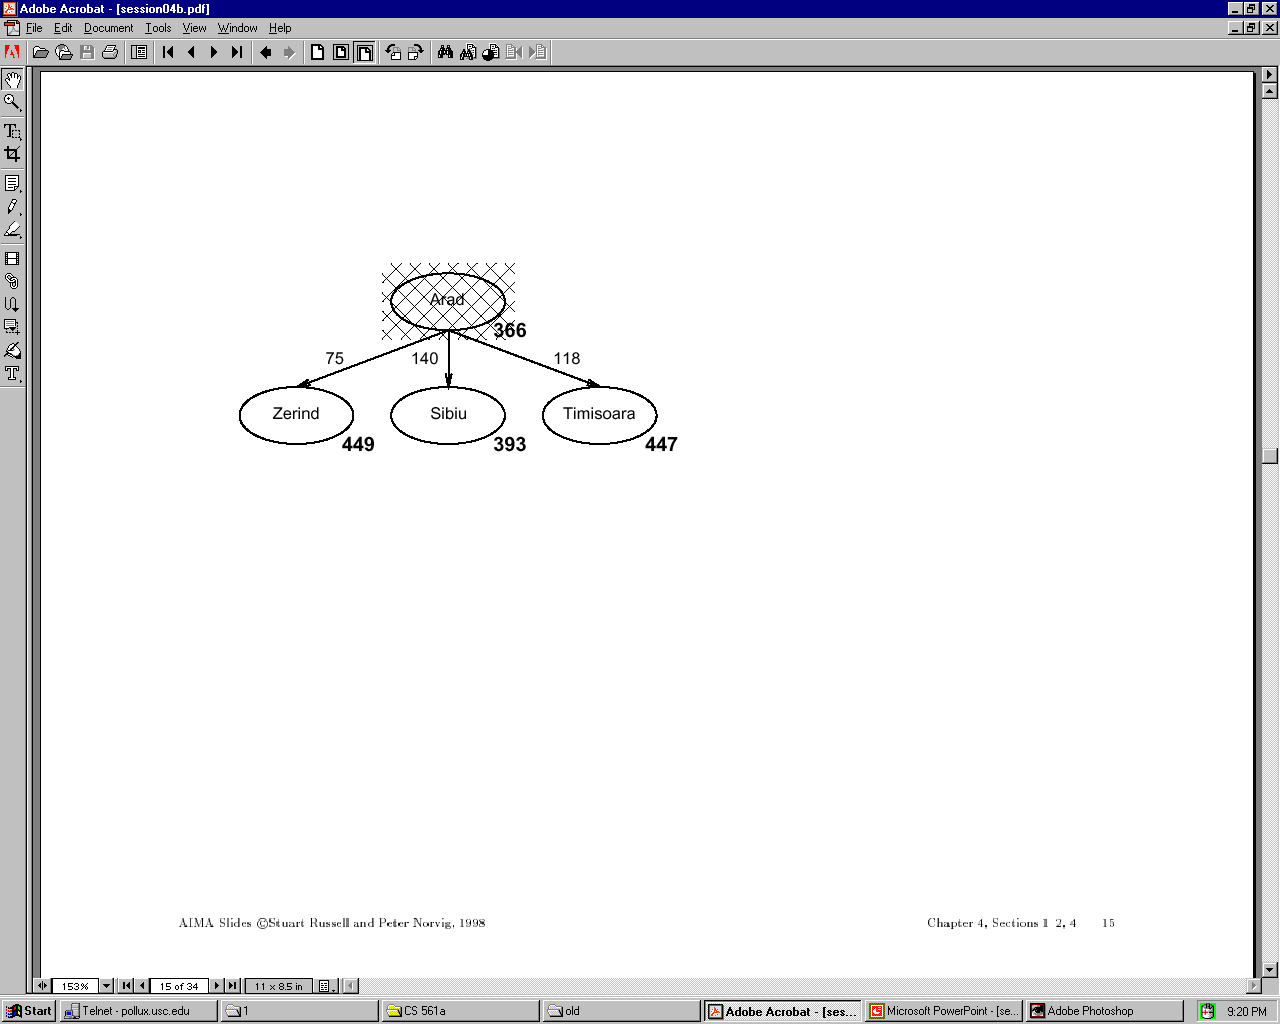 Adobe Acrobat - [session04b.pdf]
File Edit Document Tools View Window Help
Arad
366
75 140 118
Zerind Sibiu Timisoara
449 393 447
AIMA Slides ©Stuart Russell and Peter Norvig, 1998 Chapter 4, Sections 1 2, 4 15
153% 15 of 34 11 x 8.5 in
Start Telnet - pollux.usc.edu 1 CS 561a old Adobe Acrobat - [ses... Microsoft PowerPoint - [se... Adobe Photoshop 9:20 PM